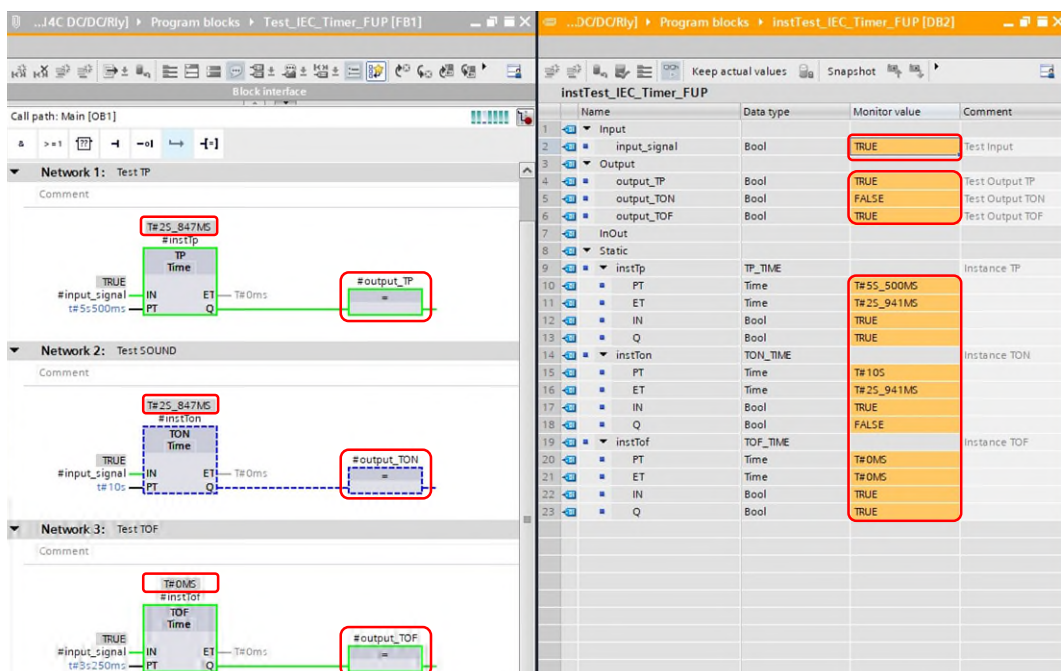 ...J4C DC/DC/Rly] ▸ Program blocks ▸ Test_IEC_Timer_FUP [FB1]
Block interface
Call path: Main [OB1]
& >=1 ?? -| -o| ↦ -[=]
Network 1: Test TP
Comment
T#2S_847MS
#instTp
TP
Time
TRUE
#input_signal IN ET T#0ms
t#5s500ms PT Q
#output_TP
=
Network 2: Test SOUND
Comment
T#2S_847MS
#instTon
TON
Time
TRUE
#input_signal IN ET T#0ms
t#10s PT Q
#output_TON
=
Network 3: Test TOF
Comment
T#0MS
#instTof
TOF
Time
TRUE
#input_signal IN ET T#0ms
t#3s250ms PT Q
#output_TOF
=
...DC/DC/Rly] ▸ Program blocks ▸ instTest_IEC_Timer_FUP [DB2]
Keep actual values Snapshot
instTest_IEC_Timer_FUP
Name Data type Monitor value Comment
1 Input
2 input_signal Bool TRUE Test Input
3 Output
4 output_TP Bool TRUE Test Output TP
5 output_TON Bool FALSE Test Output TON
6 output_TOF Bool TRUE Test Output TOF
7 InOut
8 Static
9 instTp TP_TIME Instance TP
10 PT Time T#5S_500MS
11 ET Time T#2S_941MS
12 IN Bool TRUE
13 Q Bool TRUE
14 instTon TON_TIME Instance TON
15 PT Time T#10S
16 ET Time T#2S_941MS
17 IN Bool TRUE
18 Q Bool FALSE
19 instTof TOF_TIME Instance TOF
20 PT Time T#0MS
21 ET Time T#0MS
22 IN Bool TRUE
23 Q Bool TRUE